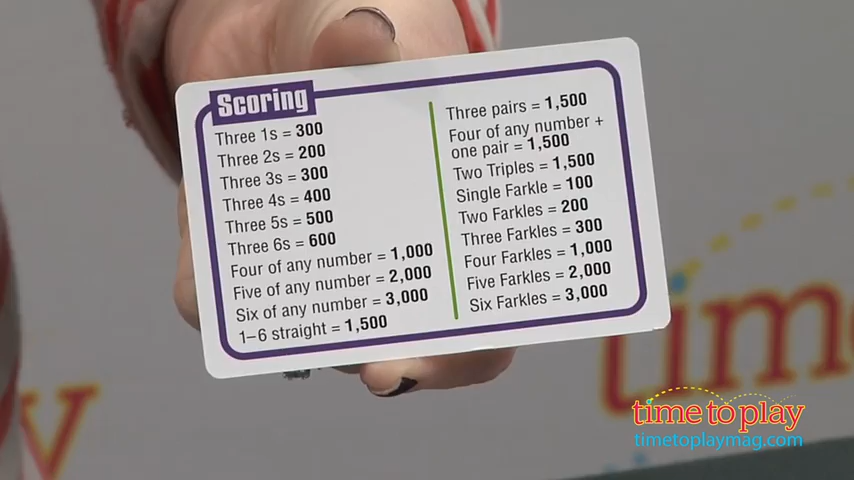 Scoring
Three 1s = 300
Three 2s = 200
Three 3s = 300
Three 4s = 400
Three 5s = 500
Three 6s = 600
Four of any number = 1,000
Five of any number = 2,000
Six of any number = 3,000
1–6 straight = 1,500
Three pairs = 1,500
Four of any number +
one pair = 1,500
Two Triples = 1,500
Single Farkle = 100
Two Farkles = 200
Three Farkles = 300
Four Farkles = 1,000
Five Farkles = 2,000
Six Farkles = 3,000
time
y
time to play
timetoplaymag.com